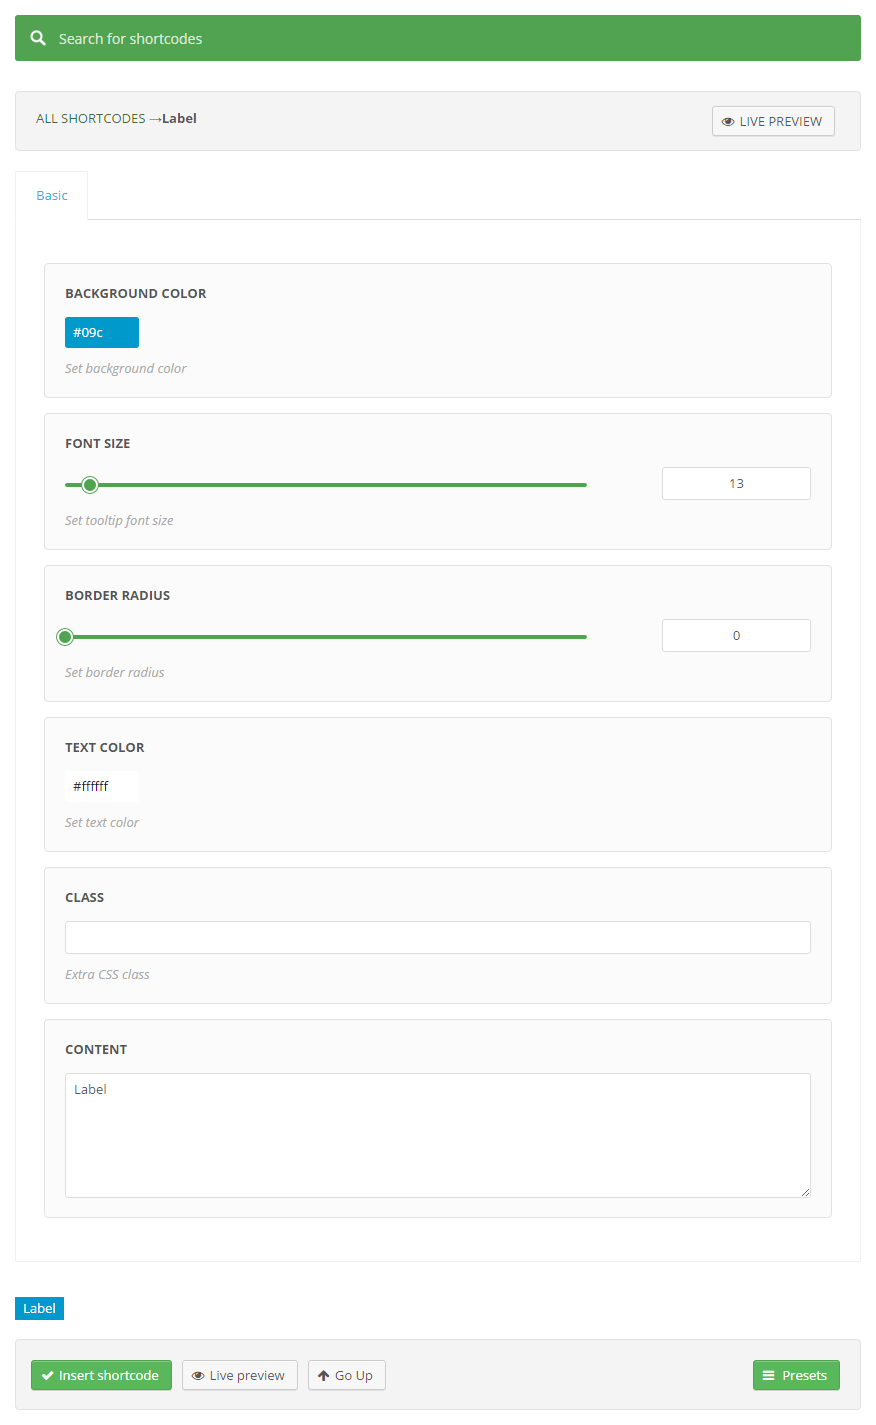 Search for shortcodes
ALL SHORTCODES →Label
LIVE PREVIEW
Basic
BACKGROUND COLOR
#09c
Set background color
FONT SIZE
13
Set tooltip font size
BORDER RADIUS
0
Set border radius
TEXT COLOR
#ffffff
Set text color
CLASS
Extra CSS class
CONTENT
Label
Label
Insert shortcode Live preview Go Up Presets